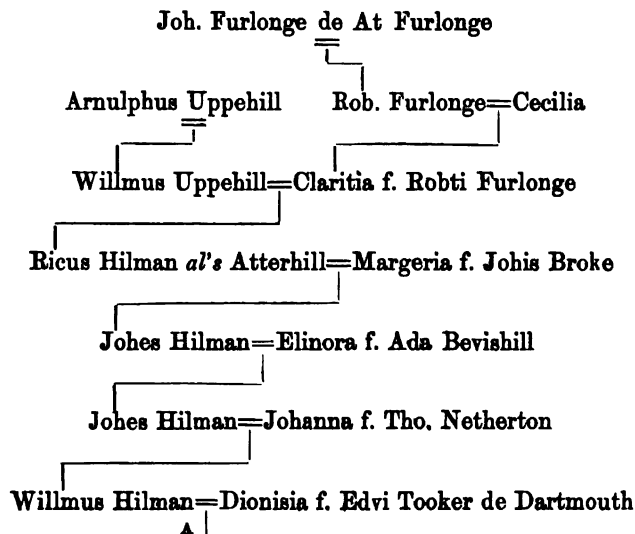 Joh. Furlonge de At Furlonge
Arnulphus Uppehill Rob. Furlonge=Cecilia
Willmus Uppehill=Claritia f. Robti Furlonge
Ricus Hilman al's Atterhill=Margeria f. Johis Broke
Johes Hilman=Elinora f. Ada Bevishill
Johes Hilman=Johanna f. Tho. Netherton
Willmus Hilman=Dionisia f. Edvi Tooker de Dartmouth
A